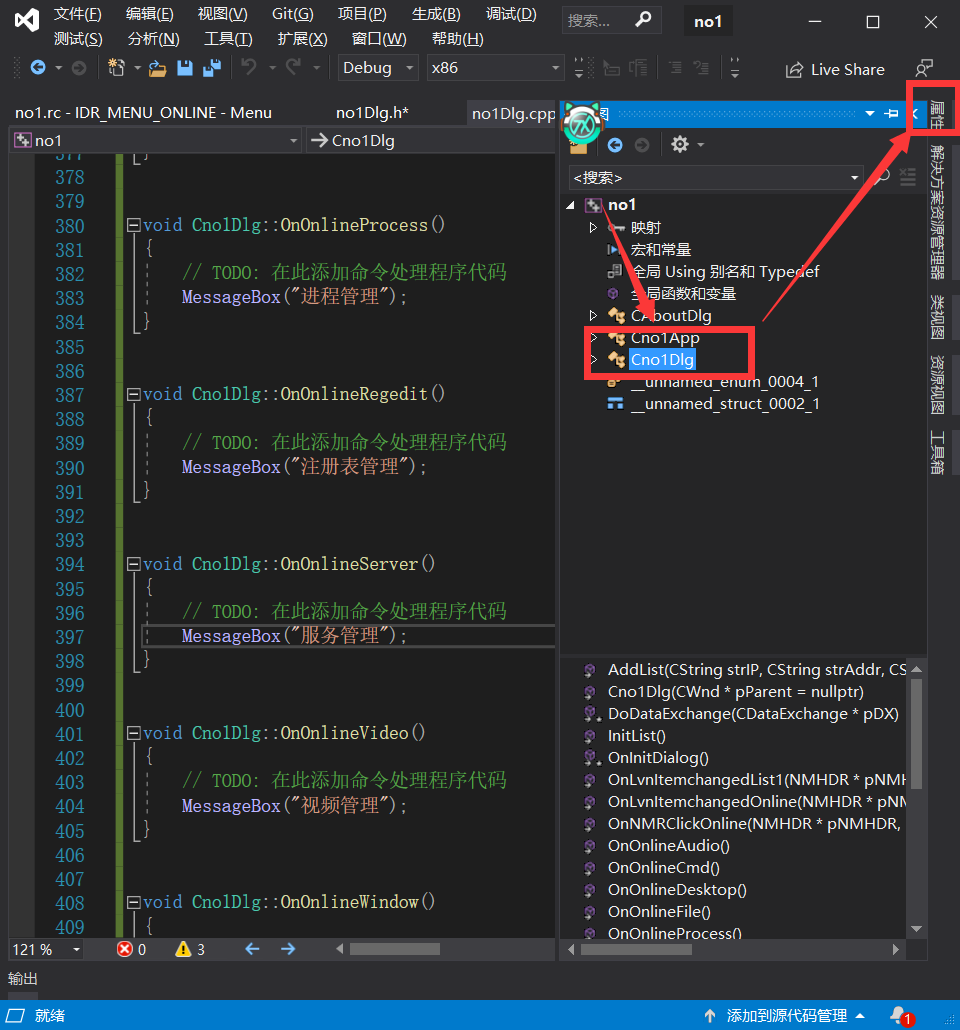 文件(F) 编辑(E) 视图(V) Git(G) 项目(P) 生成(B) 调试(D) 搜索... no1
测试(S) 分析(N) 工具(T) 扩展(X) 窗口(W) 帮助(H)
Debug x86 Live Share
no1.rc - IDR_MENU_ONLINE - Menu no1Dlg.h* no1Dlg.cpp
no1 Cno1Dlg
377 }
378
379
380 void Cno1Dlg::OnOnlineProcess()
381 {
382 // TODO: 在此添加命令处理程序代码
383 MessageBox("进程管理");
384 }
385
386
387 void Cno1Dlg::OnOnlineRegedit()
388 {
389 // TODO: 在此添加命令处理程序代码
390 MessageBox("注册表管理");
391 }
392
393
394 void Cno1Dlg::OnOnlineServer()
395 {
396 // TODO: 在此添加命令处理程序代码
397 MessageBox("服务管理");
398 }
399
400
401 void Cno1Dlg::OnOnlineVideo()
402 {
403 // TODO: 在此添加命令处理程序代码
404 MessageBox("视频管理");
405 }
406
407
408 void Cno1Dlg::OnOnlineWindow()
409 {
121 % 0 3
图
<搜索>
no1
映射
宏和常量
全局 Using 别名和 Typedef
全局函数和变量
CAboutDlg
Cno1App
Cno1Dlg
__unnamed_enum_0004_1
__unnamed_struct_0002_1
AddList(CString strIP, CString strAddr, CS
Cno1Dlg(CWnd * pParent = nullptr)
DoDataExchange(CDataExchange * pDX)
InitList()
OnInitDialog()
OnLvnItemchangedList1(NMHDR * pNMH
OnLvnItemchangedOnline(NMHDR * pNM
OnNMRClickOnline(NMHDR * pNMHDR,
OnOnlineAudio()
OnOnlineCmd()
OnOnlineDesktop()
OnOnlineFile()
OnOnlineProcess()
属性
解决方案资源管理器
类视图
资源视图
工具箱
输出
就绪 添加到源代码管理 1